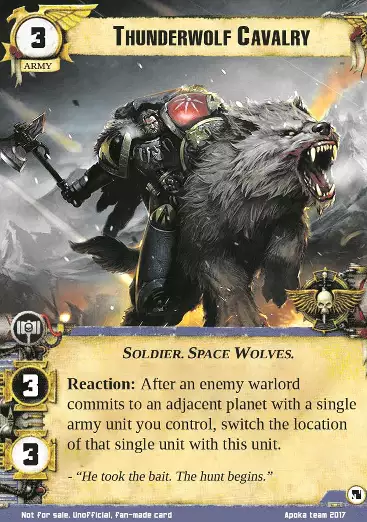 3
THUNDERWOLF CAVALRY
ARMY
SOLDIER. SPACE WOLVES.
3
3
Reaction: After an enemy warlord
commits to an adjacent planet with a single
army unit you control, switch the location
of that single unit with this unit.
- “He took the bait. The hunt begins.”
Not for sale. Unofficial, fan-made card
Apoka team 2017